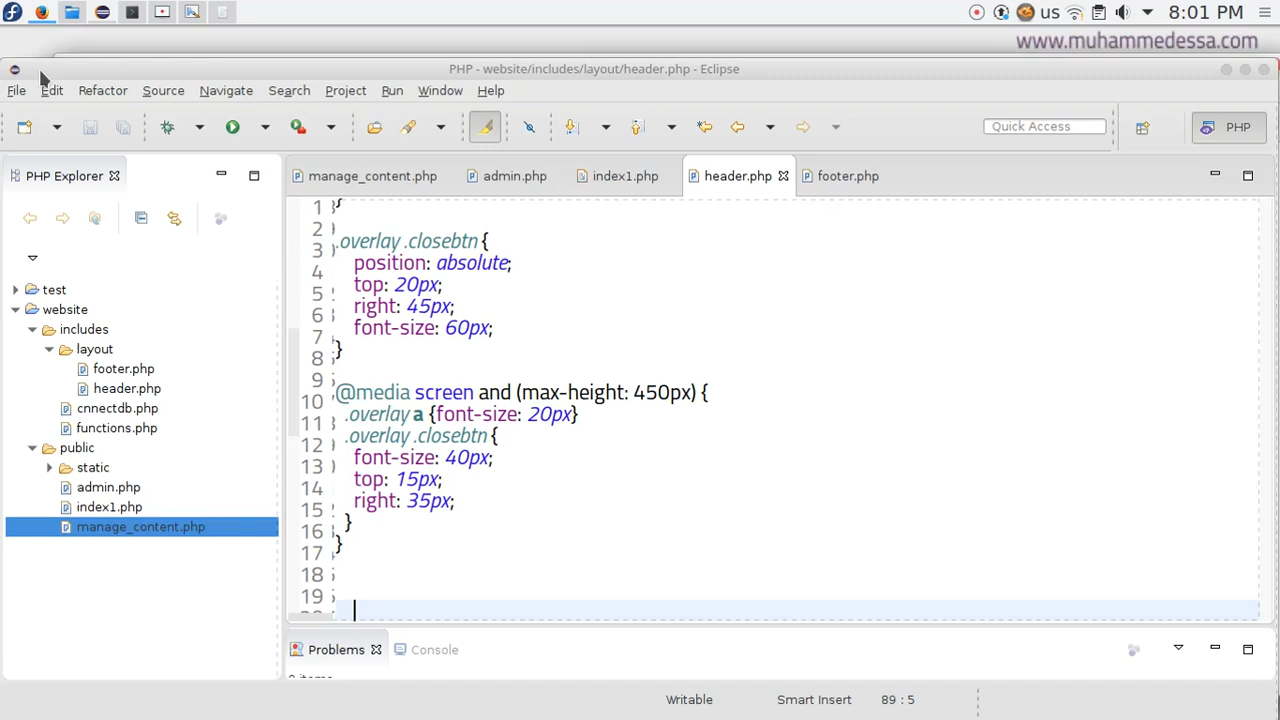 us
8:01 PM
www.muhammedessa.com
PHP - website/includes/layout/header.php - Eclipse
File Edit Refactor Source Navigate Search Project Run Window Help
Quick Access
PHP
PHP Explorer
manage_content.php admin.php index1.php header.php footer.php
test
website
includes
layout
footer.php
header.php
cnnectdb.php
functions.php
public
static
admin.php
index1.php
manage_content.php
1 }
2
3 .overlay .closebtn {
4 position: absolute;
5 top: 20px;
6 right: 45px;
7 font-size: 60px;
8 }
9
10 @media screen and (max-height: 450px) {
11 .overlay a {font-size: 20px}
12 .overlay .closebtn {
13 font-size: 40px;
14 top: 15px;
15 right: 35px;
16 }
17 }
18
19
Problems Console
0 items
Writable Smart Insert 89 : 5